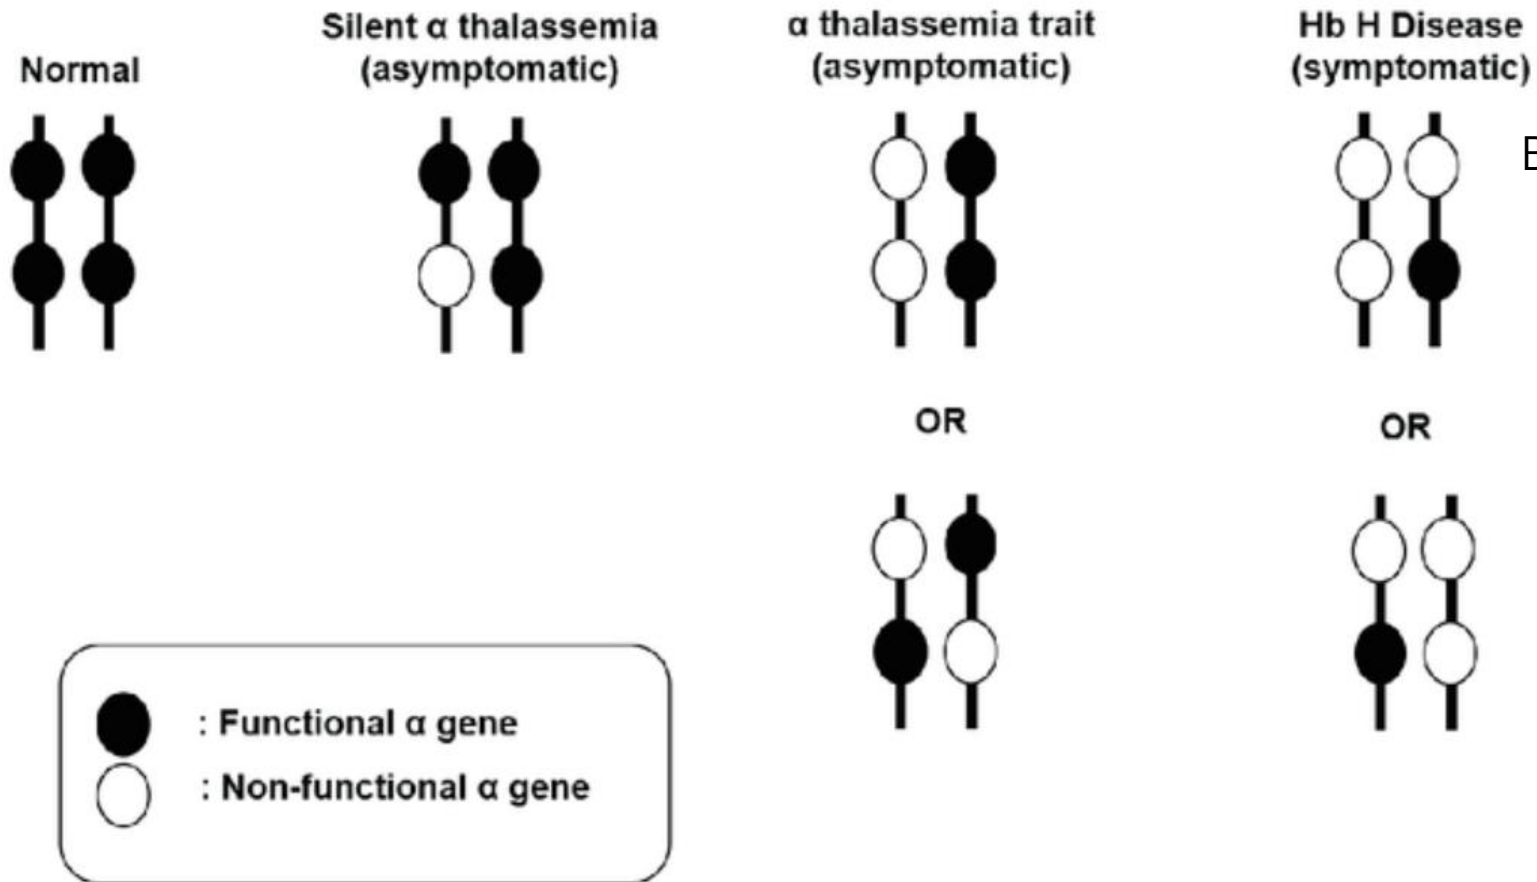 Normal
Silent α thalassemia
(asymptomatic)
α thalassemia trait
(asymptomatic)
Hb H Disease
(symptomatic)
OR
OR
: Functional α gene
: Non-functional α gene